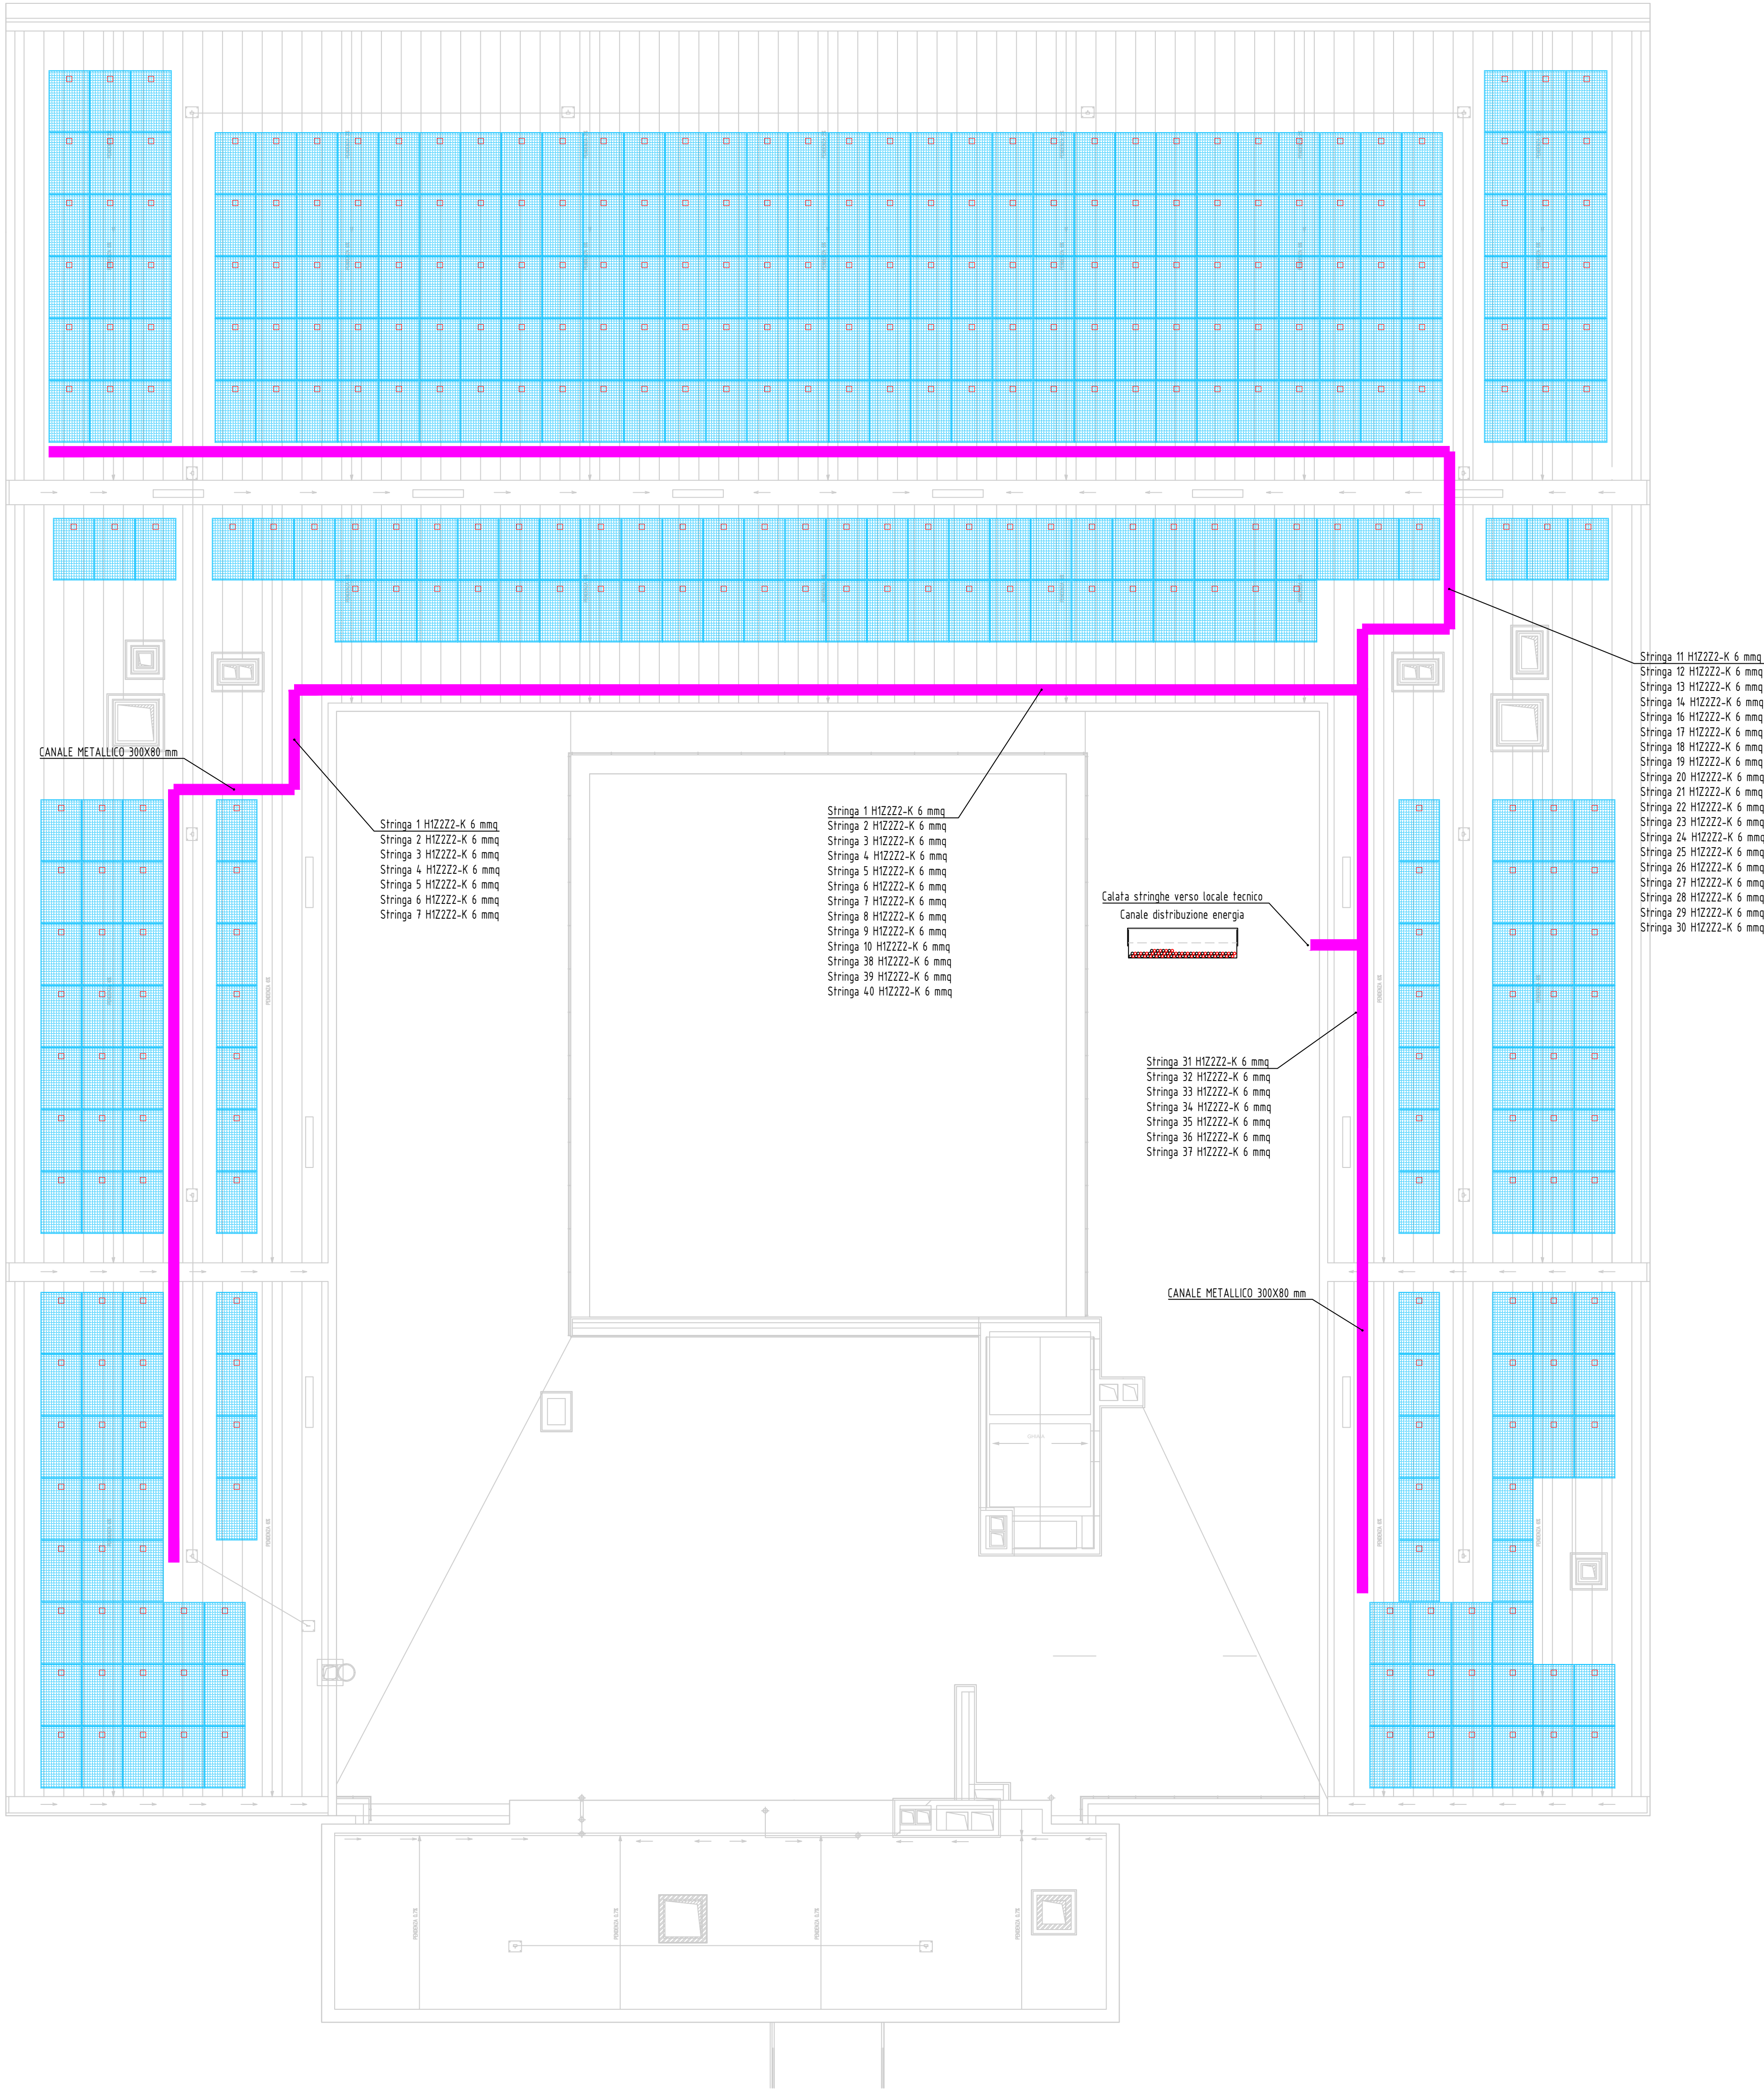 Stringa 11 H1Z2Z2-K 6 mmq
Stringa 12 H1Z2Z2-K 6 mmq
Stringa 13 H1Z2Z2-K 6 mmq
Stringa 14 H1Z2Z2-K 6 mmq
Stringa 16 H1Z2Z2-K 6 mmq
Stringa 17 H1Z2Z2-K 6 mmq
Stringa 18 H1Z2Z2-K 6 mmq
Stringa 19 H1Z2Z2-K 6 mmq
Stringa 20 H1Z2Z2-K 6 mmq
Stringa 21 H1Z2Z2-K 6 mmq
Stringa 22 H1Z2Z2-K 6 mmq
Stringa 23 H1Z2Z2-K 6 mmq
Stringa 24 H1Z2Z2-K 6 mmq
Stringa 25 H1Z2Z2-K 6 mmq
Stringa 26 H1Z2Z2-K 6 mmq
Stringa 27 H1Z2Z2-K 6 mmq
Stringa 28 H1Z2Z2-K 6 mmq
Stringa 29 H1Z2Z2-K 6 mmq
Stringa 30 H1Z2Z2-K 6 mmq
CANALE METALLICO 300X80 mm
Stringa 1 H1Z2Z2-K 6 mmq
Stringa 2 H1Z2Z2-K 6 mmq
Stringa 3 H1Z2Z2-K 6 mmq
Stringa 4 H1Z2Z2-K 6 mmq
Stringa 5 H1Z2Z2-K 6 mmq
Stringa 6 H1Z2Z2-K 6 mmq
Stringa 7 H1Z2Z2-K 6 mmq
Stringa 1 H1Z2Z2-K 6 mmq
Stringa 2 H1Z2Z2-K 6 mmq
Stringa 3 H1Z2Z2-K 6 mmq
Stringa 4 H1Z2Z2-K 6 mmq
Stringa 5 H1Z2Z2-K 6 mmq
Stringa 6 H1Z2Z2-K 6 mmq
Stringa 7 H1Z2Z2-K 6 mmq
Stringa 8 H1Z2Z2-K 6 mmq
Stringa 9 H1Z2Z2-K 6 mmq
Stringa 10 H1Z2Z2-K 6 mmq
Stringa 38 H1Z2Z2-K 6 mmq
Stringa 39 H1Z2Z2-K 6 mmq
Stringa 40 H1Z2Z2-K 6 mmq
Calata stringhe verso locale tecnico
Canale distribuzione energia
Stringa 31 H1Z2Z2-K 6 mmq
Stringa 32 H1Z2Z2-K 6 mmq
Stringa 33 H1Z2Z2-K 6 mmq
Stringa 34 H1Z2Z2-K 6 mmq
Stringa 35 H1Z2Z2-K 6 mmq
Stringa 36 H1Z2Z2-K 6 mmq
Stringa 37 H1Z2Z2-K 6 mmq
CANALE METALLICO 300X80 mm